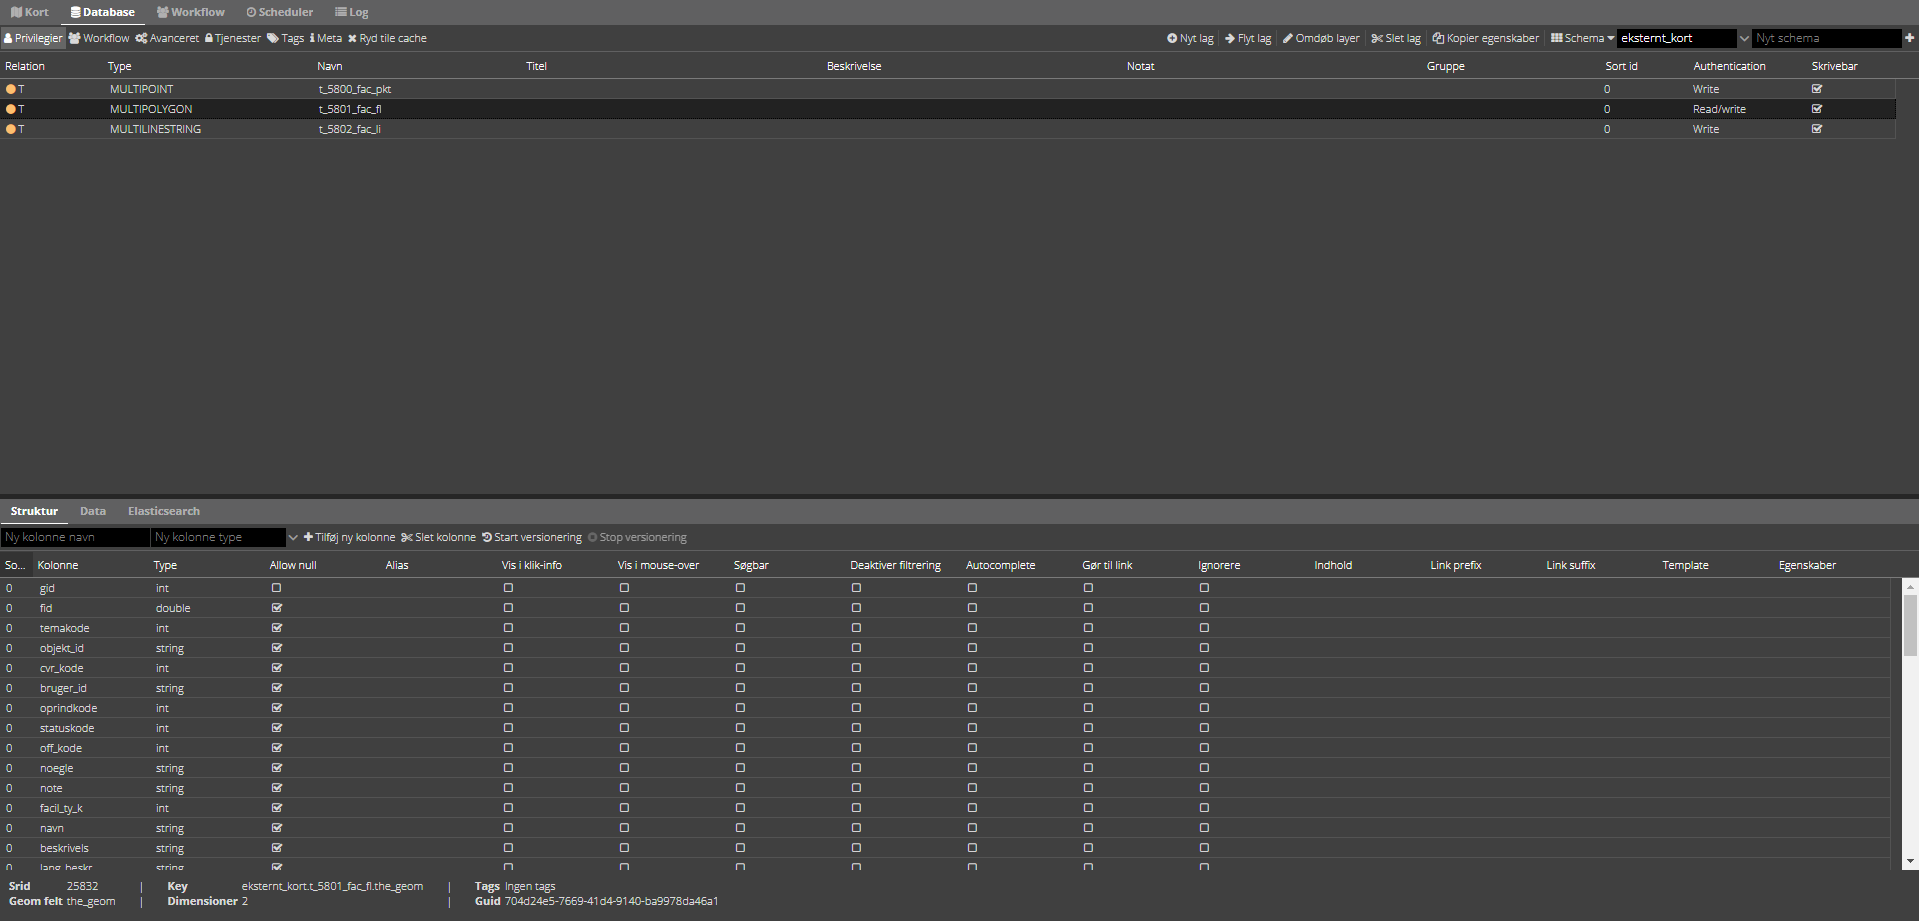 Kort Database Workflow Scheduler Log
Privilegier Workflow Avanceret Tjenester Tags Meta Ryd tile cache Nyt lag Flyt lag Omdøb layer Slet lag Kopier egenskaber Schema eksternt_kort Nyt schema
Relation Type Navn Titel Beskrivelse Notat Gruppe Sort id Authentication Skrivebar
T MULTIPOINT t_5800_fac_pkt 0 Write
T MULTIPOLYGON t_5801_fac_fl 0 Read/write
T MULTILINESTRING t_5802_fac_li 0 Write
Struktur Data Elasticsearch
Ny kolonne navn Ny kolonne type Tilføj ny kolonne Slet kolonne Start versionering Stop versionering
So... Kolonne Type Allow null Alias Vis i klik-info Vis i mouse-over Søgbar Deaktiver filtrering Autocomplete Gør til link Ignorere Indhold Link prefix Link suffix Template Egenskaber
0 gid int
0 fid double
0 temakode int
0 objekt_id string
0 cvr_kode int
0 bruger_id string
0 oprindkode int
0 statuskode int
0 off_kode int
0 noegle string
0 note string
0 facil_ty_k int
0 navn string
0 beskrivels string
0 lang_beskr string
Srid 25832 | Key eksternt_kort.t_5801_fac_fl.the_geom | Tags Ingen tags
Geom felt the_geom | Dimensioner 2 | Guid 704d24e5-7669-41d4-9140-ba9978da46a1